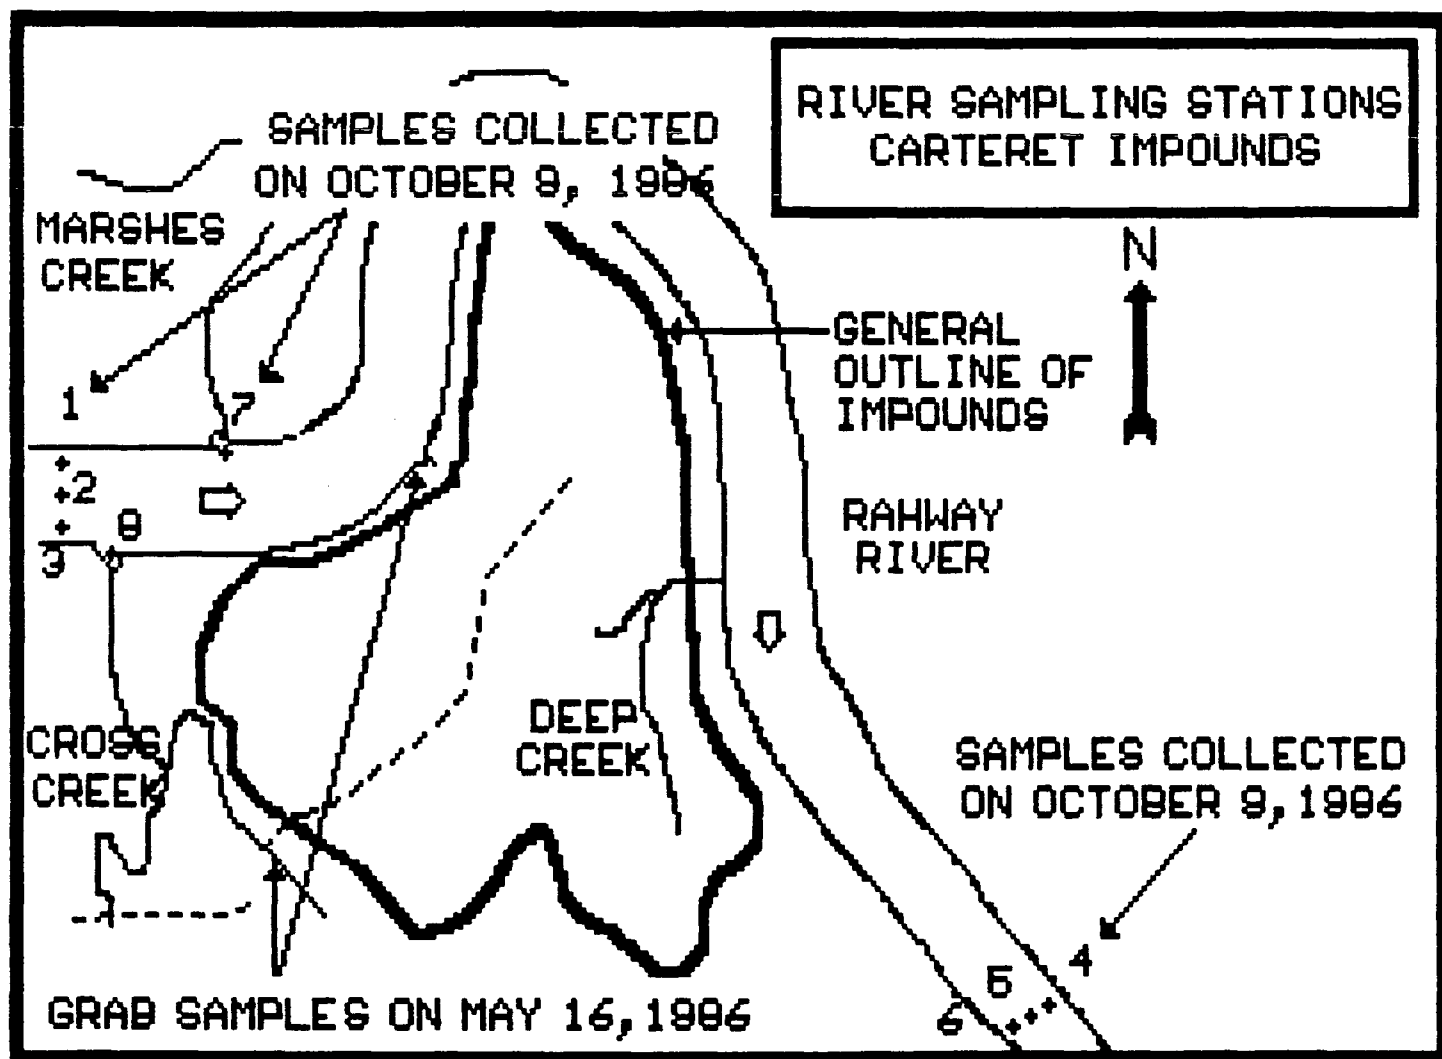 RIVER SAMPLING STATIONS
CARTERET IMPOUNDS
SAMPLES COLLECTED
ON OCTOBER 9, 1986
MARSHES
CREEK
N
GENERAL
OUTLINE OF
IMPOUNDS
1
7
2
8
3
RAHWAY
RIVER
CROSS
CREEK
DEEP
CREEK
SAMPLES COLLECTED
ON OCTOBER 9,1986
4
5
6
GRAB SAMPLES ON MAY 16,1986